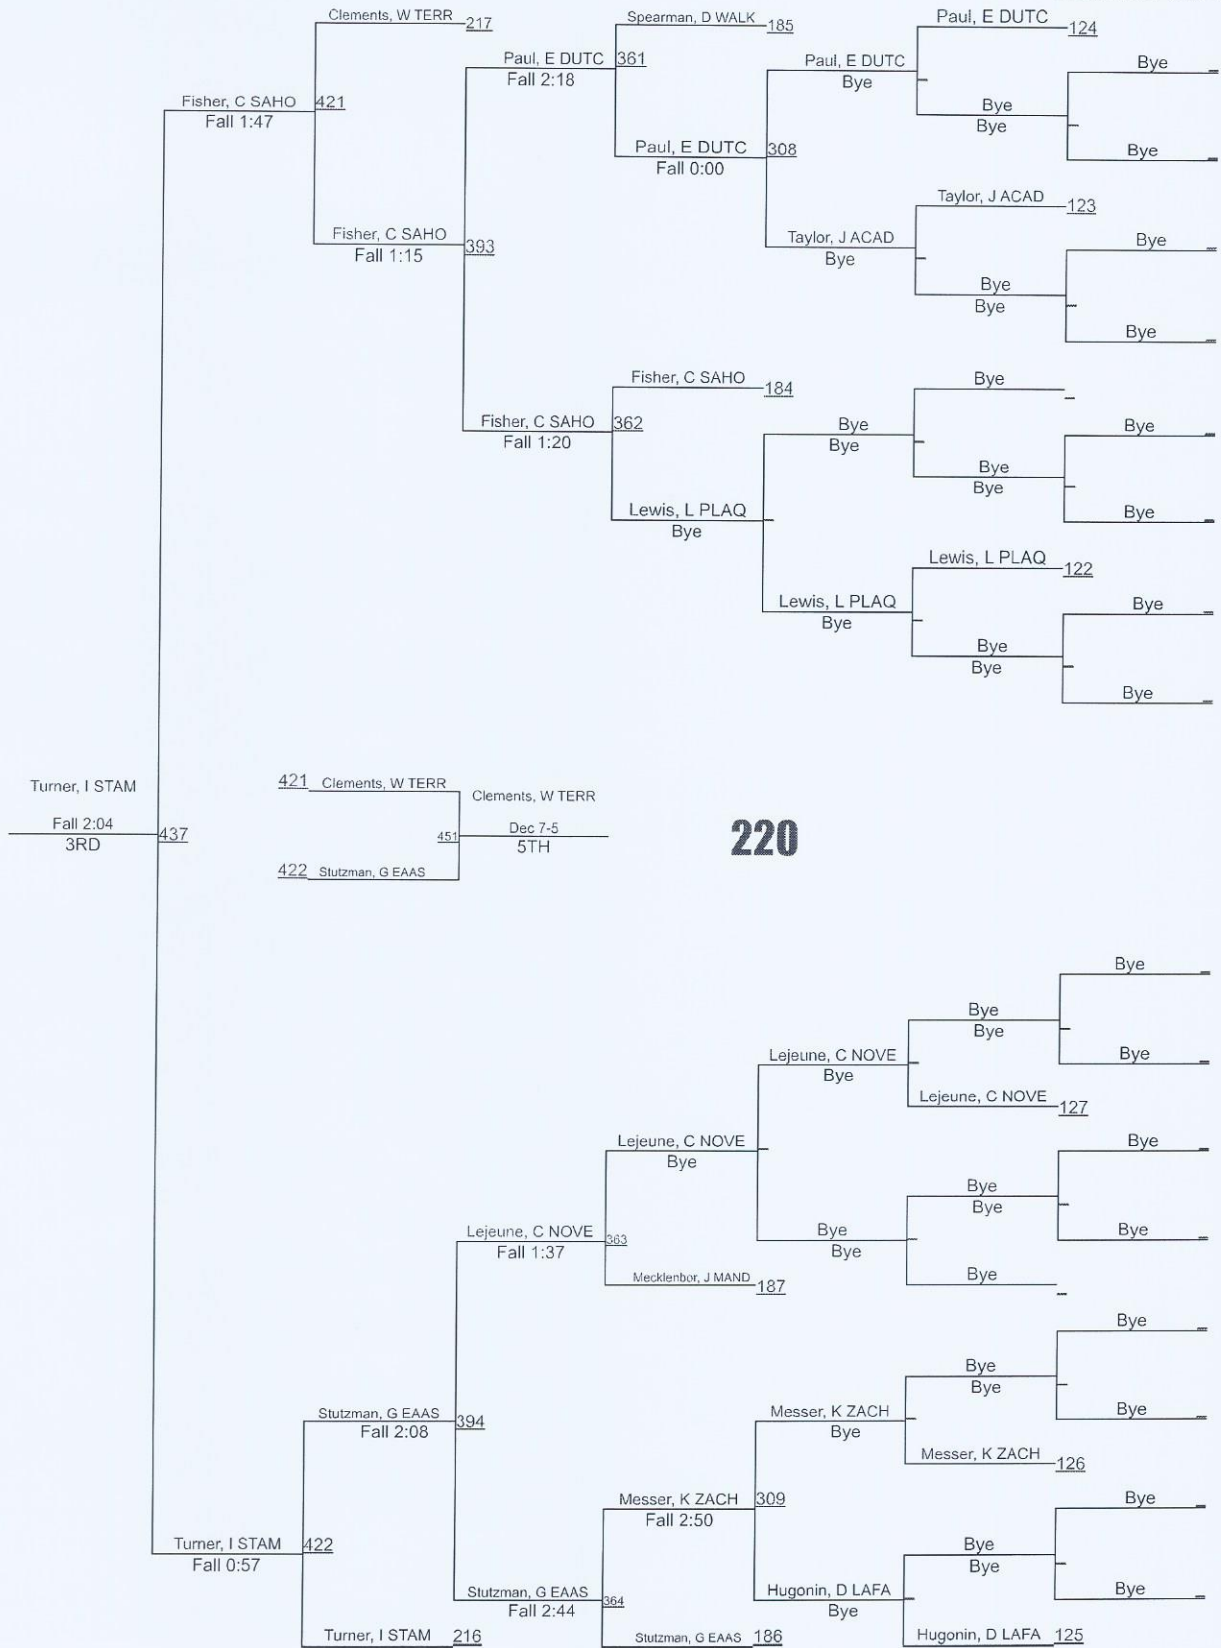 Clements, W TERR 217
Spearman, D WALK 185
Paul, E DUTC 124
Paul, E DUTC 361
Fall 2:18
Paul, E DUTC
Bye
Bye
Fisher, C SAHO 421
Fall 1:47
Bye
Bye
Paul, E DUTC 308
Fall 0:00
Bye
Taylor, J ACAD 123
Fisher, C SAHO 393
Fall 1:15
Taylor, J ACAD
Bye
Bye
Bye
Bye
Bye
Fisher, C SAHO 184
Bye
Fisher, C SAHO 362
Fall 1:20
Bye
Bye
Bye
Bye
Bye
Lewis, L PLAQ
Bye
Bye
Lewis, L PLAQ 122
Lewis, L PLAQ
Bye
Bye
Bye
Bye
Bye
Turner, I STAM
Fall 2:04 437
3RD
421 Clements, W TERR
Clements, W TERR
451 Dec 7-5
5TH
422 Stutzman, G EAAS
220
Bye
Bye
Bye
Lejeune, C NOVE
Bye
Bye
Lejeune, C NOVE 127
Lejeune, C NOVE
Bye
Bye
Bye
Bye
Lejeune, C NOVE 363
Fall 1:37
Bye
Bye
Bye
Mecklenbor, J MAND 187
Bye
Bye
Bye
Bye
Stutzman, G EAAS 394
Fall 2:08
Messer, K ZACH
Bye
Bye
Messer, K ZACH 126
Messer, K ZACH 309
Fall 2:50
Bye
Turner, I STAM 422
Fall 0:57
Bye
Bye
Stutzman, G EAAS 364
Fall 2:44
Hugonin, D LAFA
Bye
Bye
Turner, I STAM 216
Stutzman, G EAAS 186
Hugonin, D LAFA 125